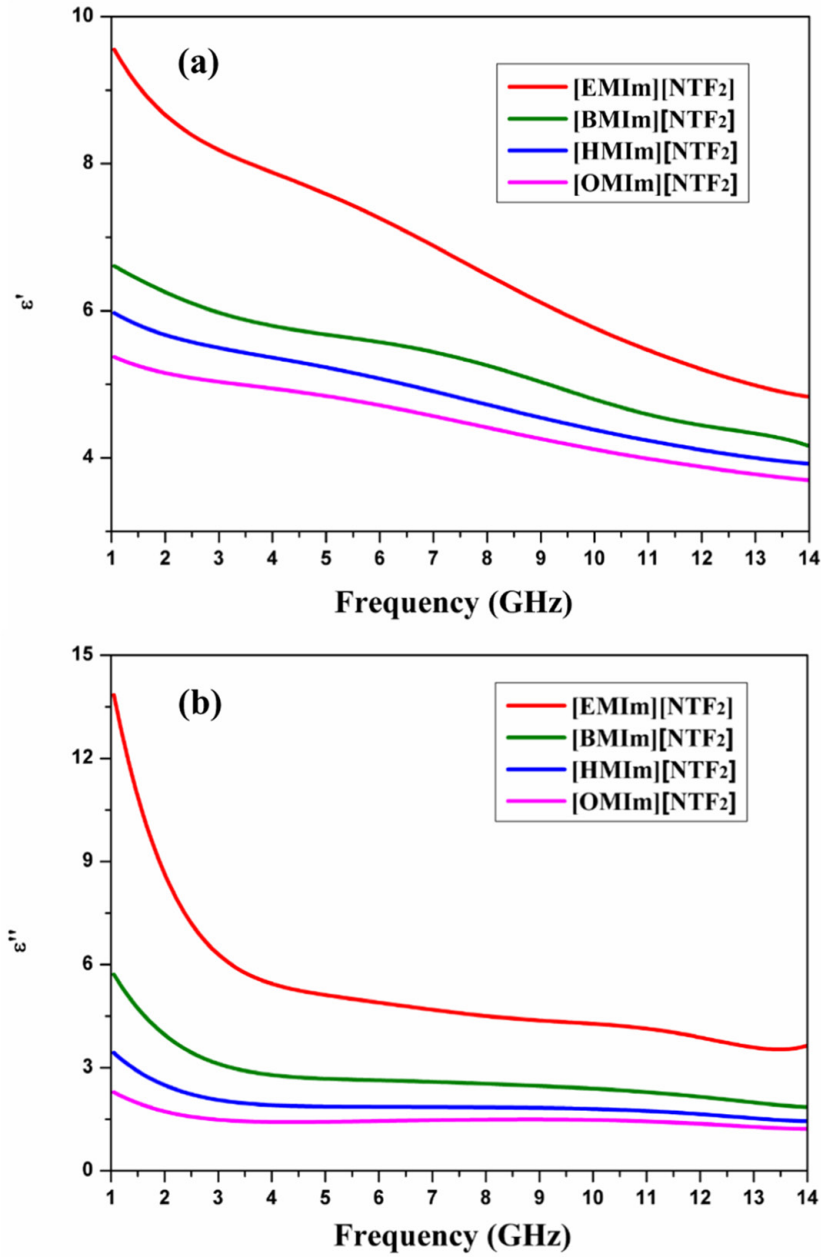 10
(a)
[EMIm][NTF2]
[BMIm][NTF2]
[HMIm][NTF2]
[OMIm][NTF2]
8
6
4
ε'
1 2 3 4 5 6 7 8 9 10 11 12 13 14
Frequency (GHz)
15
(b)
[EMIm][NTF2]
[BMIm][NTF2]
[HMIm][NTF2]
[OMIm][NTF2]
12
9
6
3
0
ε''
1 2 3 4 5 6 7 8 9 10 11 12 13 14
Frequency (GHz)